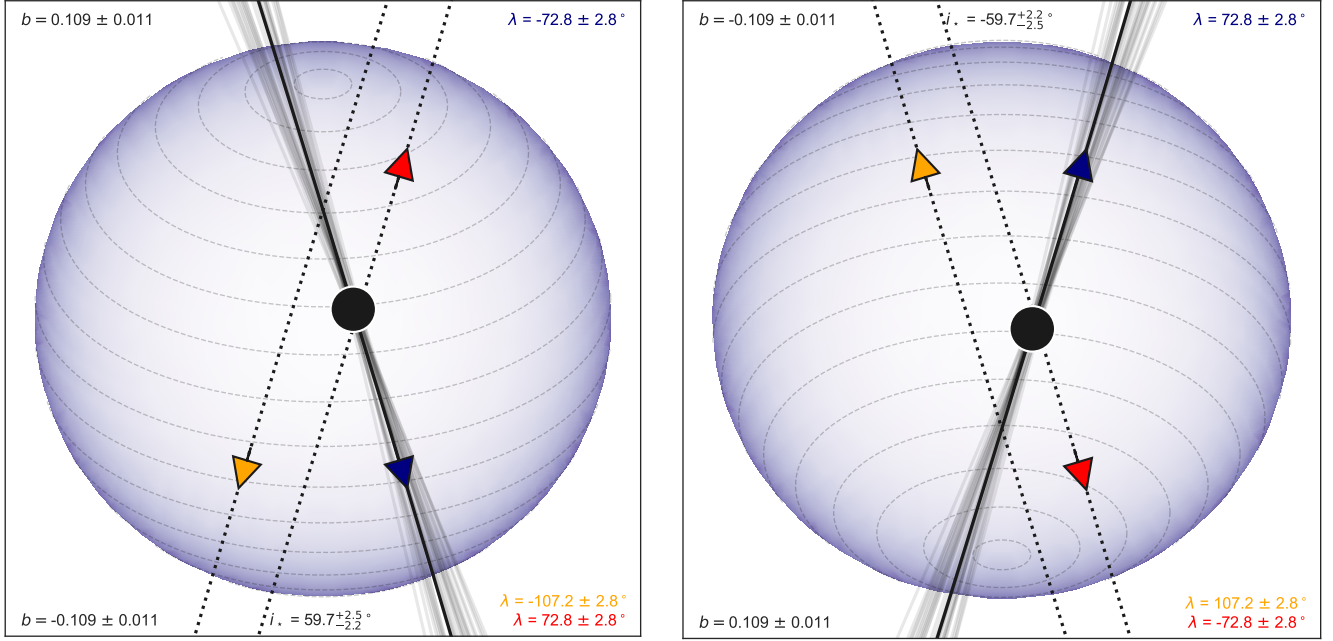 b = 0.109 ± 0.011
λ = -72.8 ± 2.8°
b = -0.109 ± 0.011
i⋆ = 59.7 +2.5 −2.2 °
λ = -107.2 ± 2.8°
λ = 72.8 ± 2.8°
b = -0.109 ± 0.011
i⋆ = -59.7 +2.2 −2.5 °
λ = 72.8 ± 2.8°
b = 0.109 ± 0.011
λ = 107.2 ± 2.8°
λ = -72.8 ± 2.8°